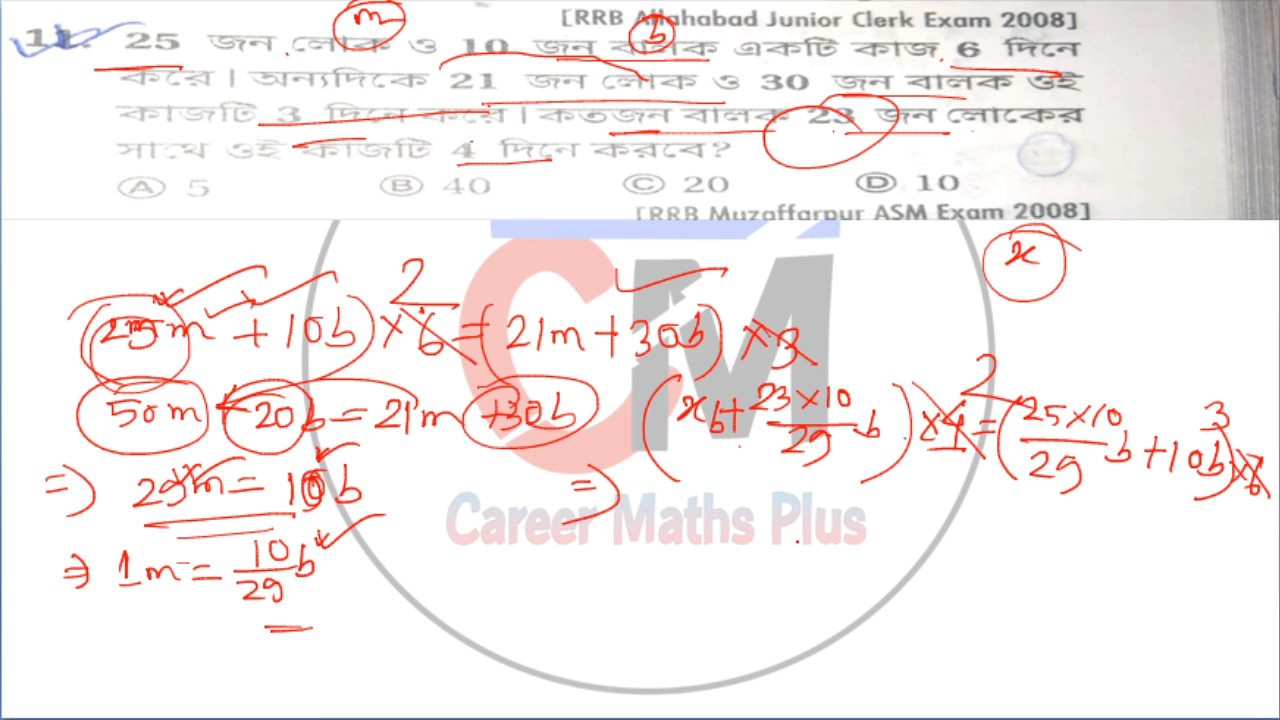 [RRB Allahabad Junior Clerk Exam 2008]
11. 25 জন লোক ও 10 জন বালক একটি কাজ 6 দিনে
করে। অন্যদিকে 21 জন লোক ও 30 জন বালক ওই
কাজটি 3 দিনে করে। কতজন বালক 23 জন লোকের
সাথে ওই কাজটি 4 দিনে করবে?
Ⓐ 5 Ⓑ 40 Ⓒ 20 Ⓓ 10
[RRB Muzaffarpur ASM Exam 2008]
m
b
x
2
(25m + 10b) × 6 = (21m + 30b) × 3
50m + 20b = 21m + 30b
⇒) 29m = 10b
⇒ 1m = 10/29 b
⇒) (xb + 23×10/29 b) × 4 2 = (25×10/29 b + 10b) × 6 3
CM
Career Maths Plus